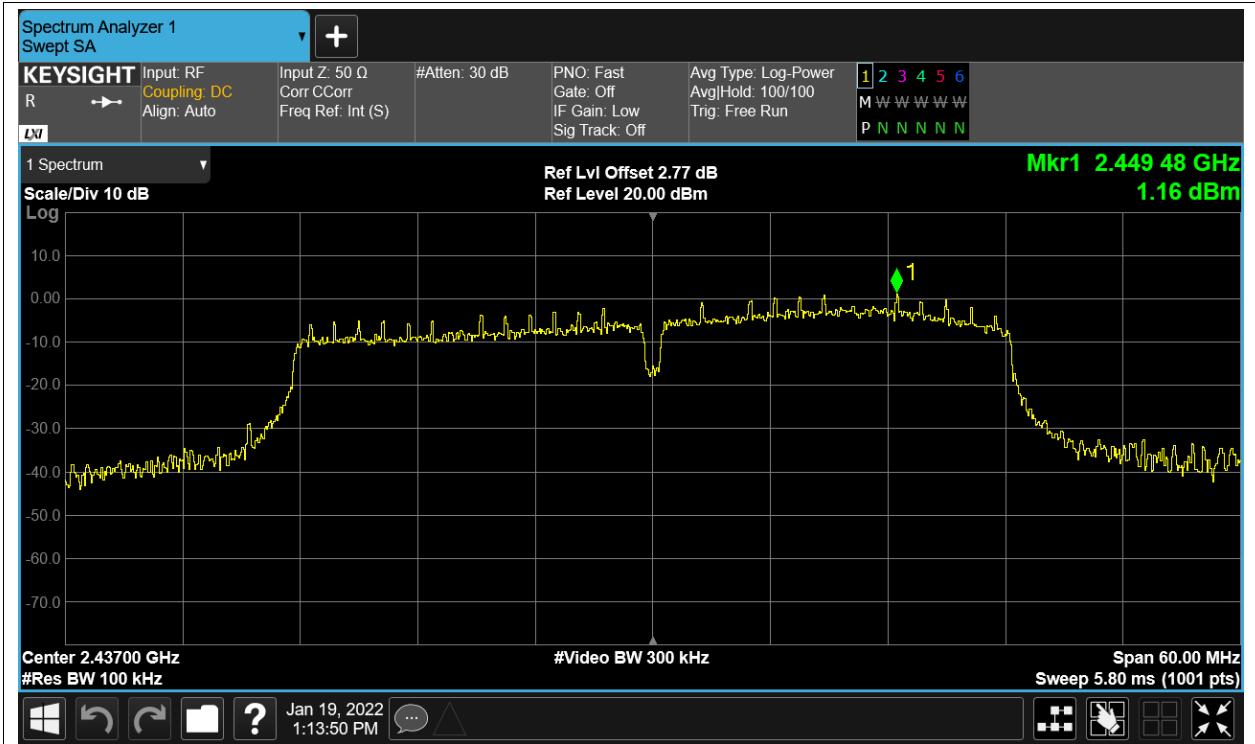 Spectrum Analyzer 1
Swept SA
KEYSIGHT
R
LXI
Input: RF
Coupling: DC
Align: Auto
Input Z: 50 Ω
Corr CCorr
Freq Ref: Int (S)
#Atten: 30 dB
PNO: Fast
Gate: Off
IF Gain: Low
Sig Track: Off
Avg Type: Log-Power
Avg|Hold: 100/100
Trig: Free Run
1 2 3 4 5 6
M W W W W W
P N N N N N
1 Spectrum
Scale/Div 10 dB
Log
Ref Lvl Offset 2.77 dB
Ref Level 20.00 dBm
Mkr1 2.449 48 GHz
1.16 dBm
10.0
0.00
-10.0
-20.0
-30.0
-40.0
-50.0
-60.0
-70.0
1
Center 2.43700 GHz
#Res BW 100 kHz
#Video BW 300 kHz
Span 60.00 MHz
Sweep 5.80 ms (1001 pts)
?
Jan 19, 2022
1:13:50 PM